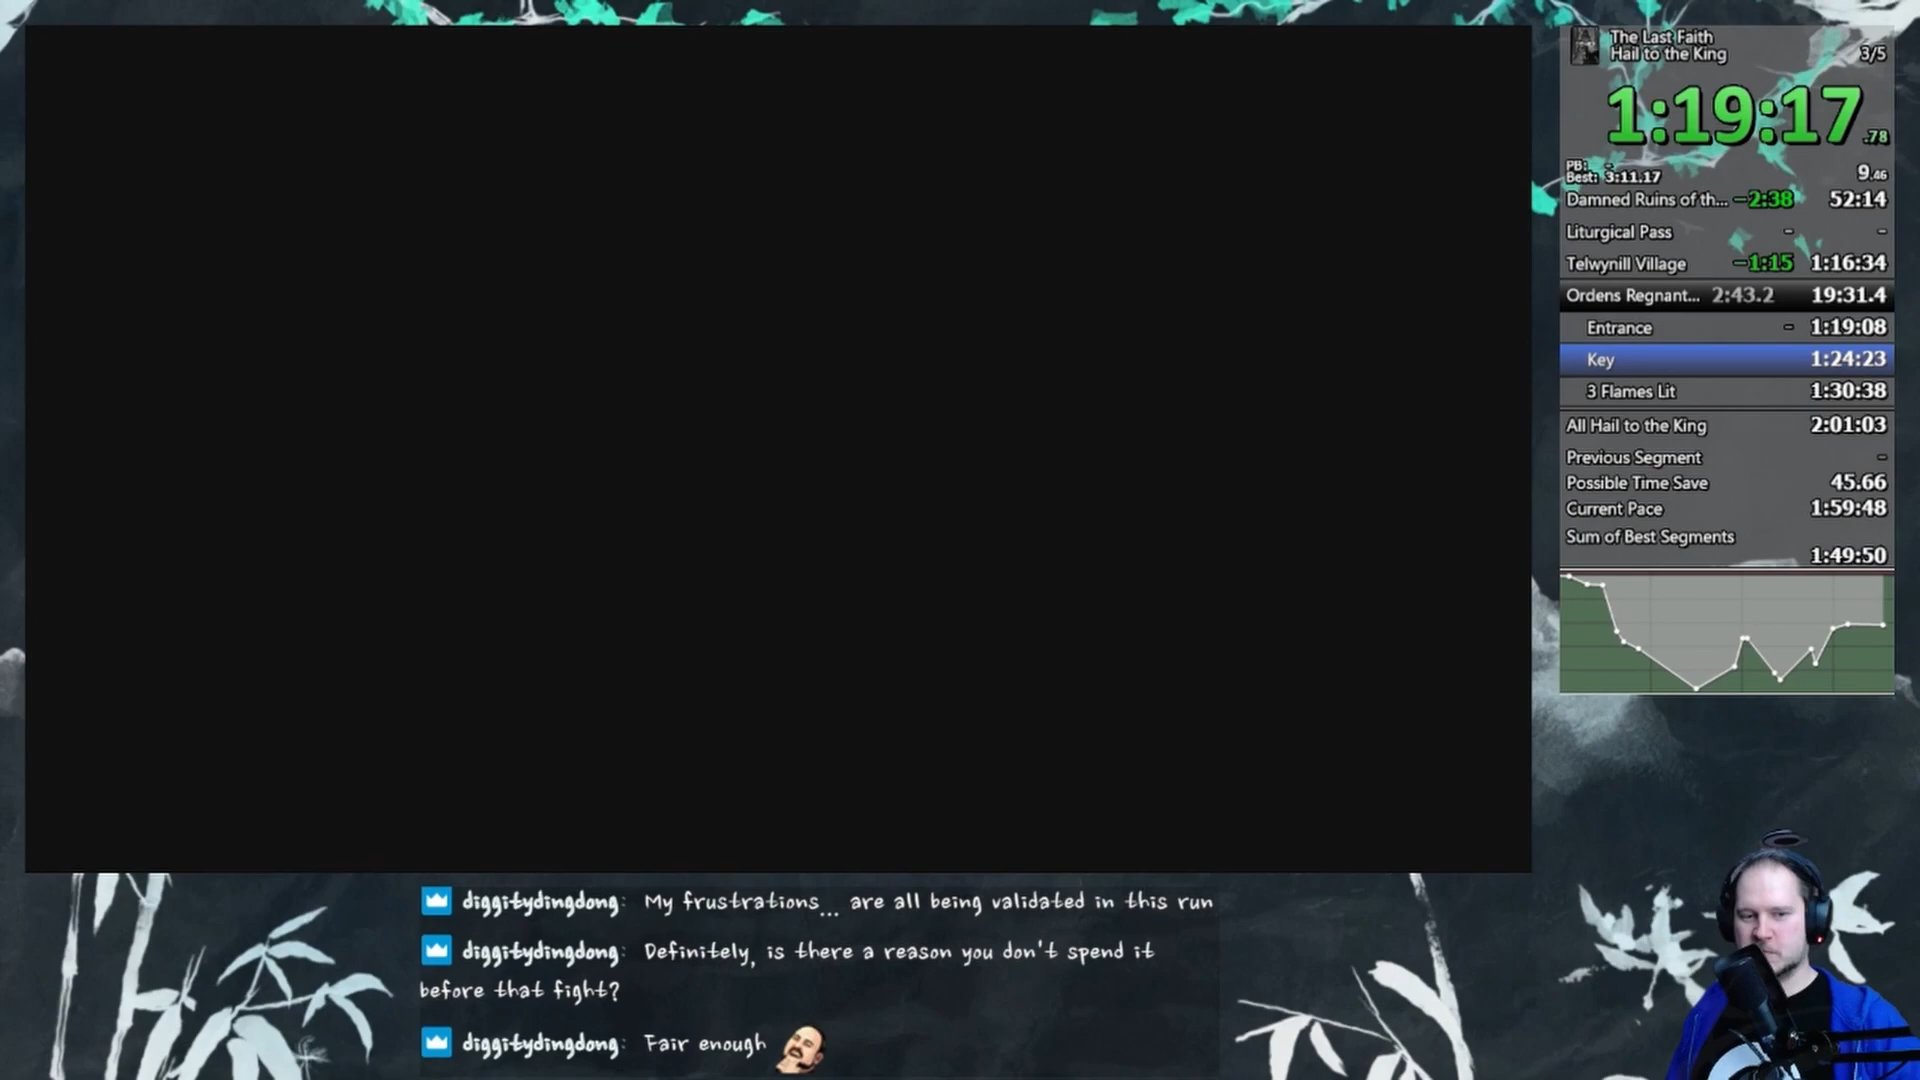 The Last Faith
Hail to the King 3/5
1:19:17.78
PB: -
Best: 3:11.17 9.46
Damned Ruins of th... −2:38 52:14
Liturgical Pass - -
Telwynill Village −1:15 1:16:34
Ordens Regnant... 2:43.2 19:31.4
Entrance - 1:19:08
Key 1:24:23
3 Flames Lit 1:30:38
All Hail to the King 2:01:03
Previous Segment -
Possible Time Save 45.66
Current Pace 1:59:48
Sum of Best Segments
1:49:50
diggitydingdong: My frustrations... are all being validated in this run
diggitydingdong: Definitely, is there a reason you don't spend it
before that fight?
diggitydingdong: Fair enough